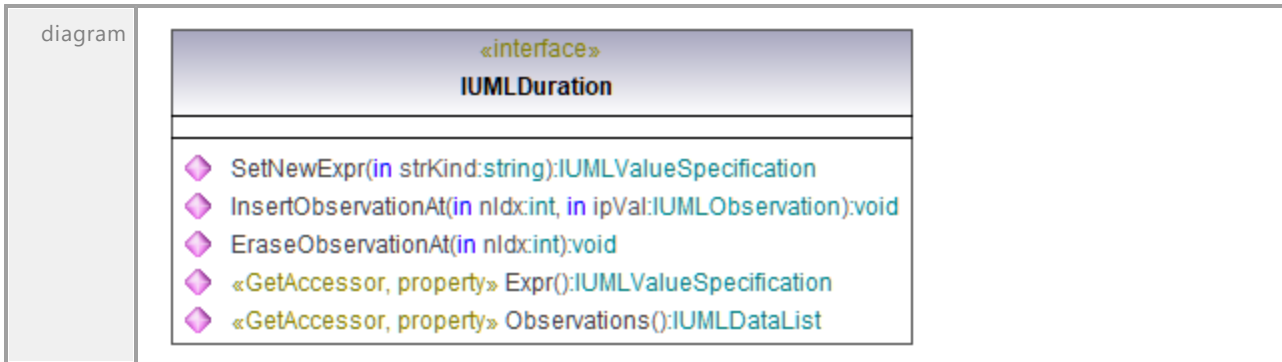 diagram
«interface»
IUMLDuration
SetNewExpr(in strKind:string):IUMLValueSpecification
InsertObservationAt(in nIdx:int, in ipVal:IUMLObservation):void
EraseObservationAt(in nIdx:int):void
«GetAccessor, property» Expr():IUMLValueSpecification
«GetAccessor, property» Observations():IUMLDataList